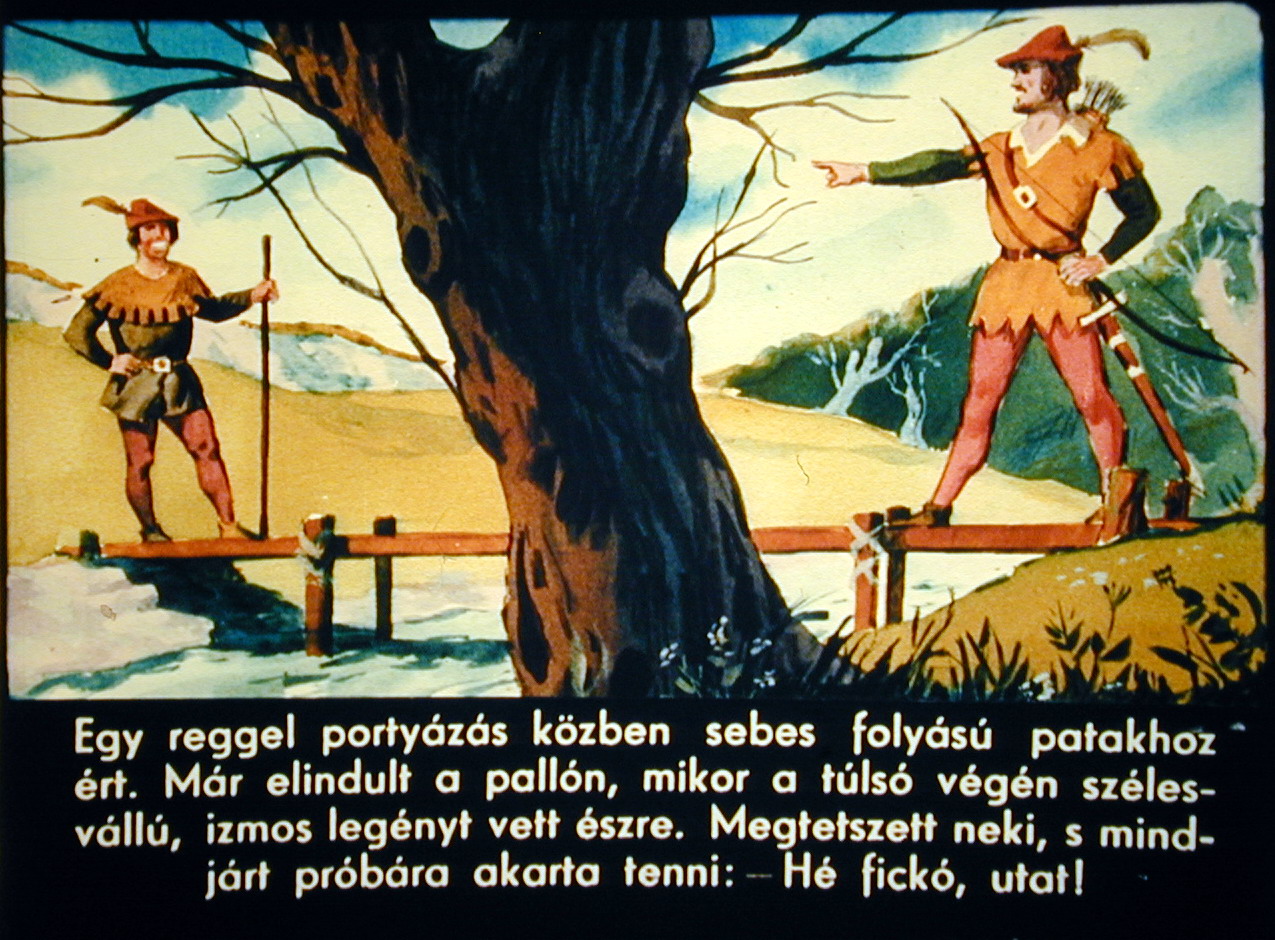 Egy reggel portyázás közben sebes folyású patakhoz
ért. Már elindult a pallón, mikor a túlsó végén széles-
vállú, izmos legényt vett észre. Megtetszett neki, s mind-
járt próbára akarta tenni: – Hé fickó, utat!